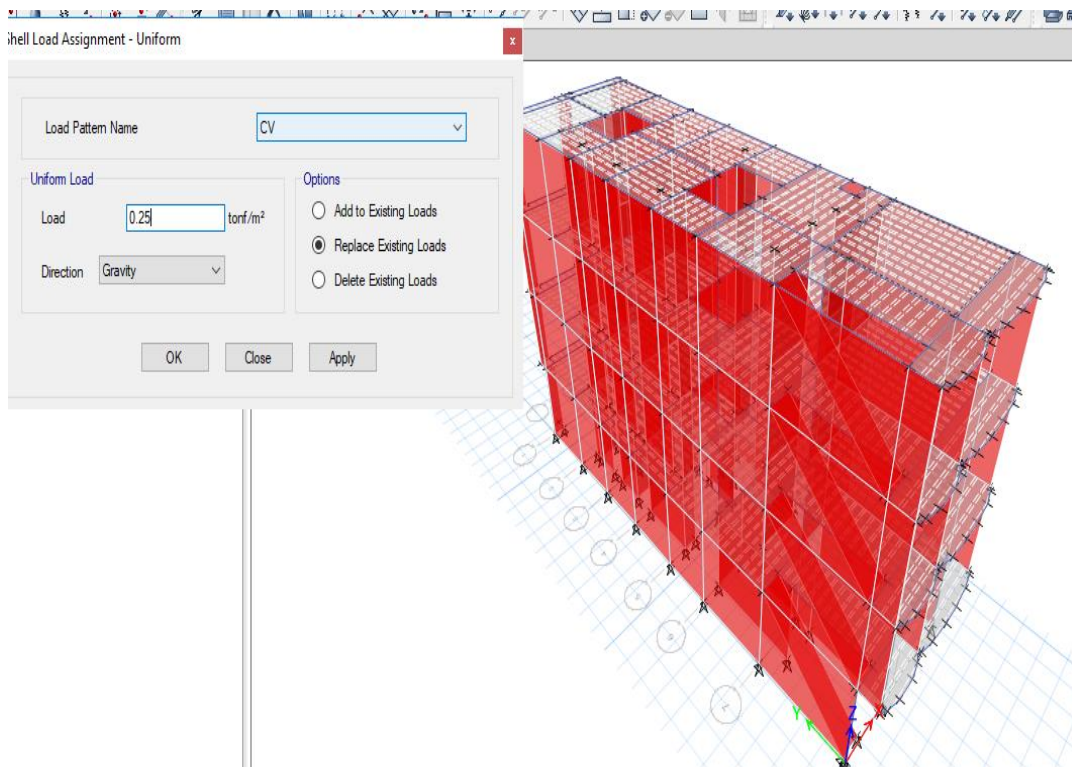 Shell Load Assignment - Uniform
x
Load Pattern Name
CV
Uniform Load
Load
0.25
tonf/m²
Direction
Gravity
Options
Add to Existing Loads
Replace Existing Loads
Delete Existing Loads
OK
Close
Apply
Y
Z
X